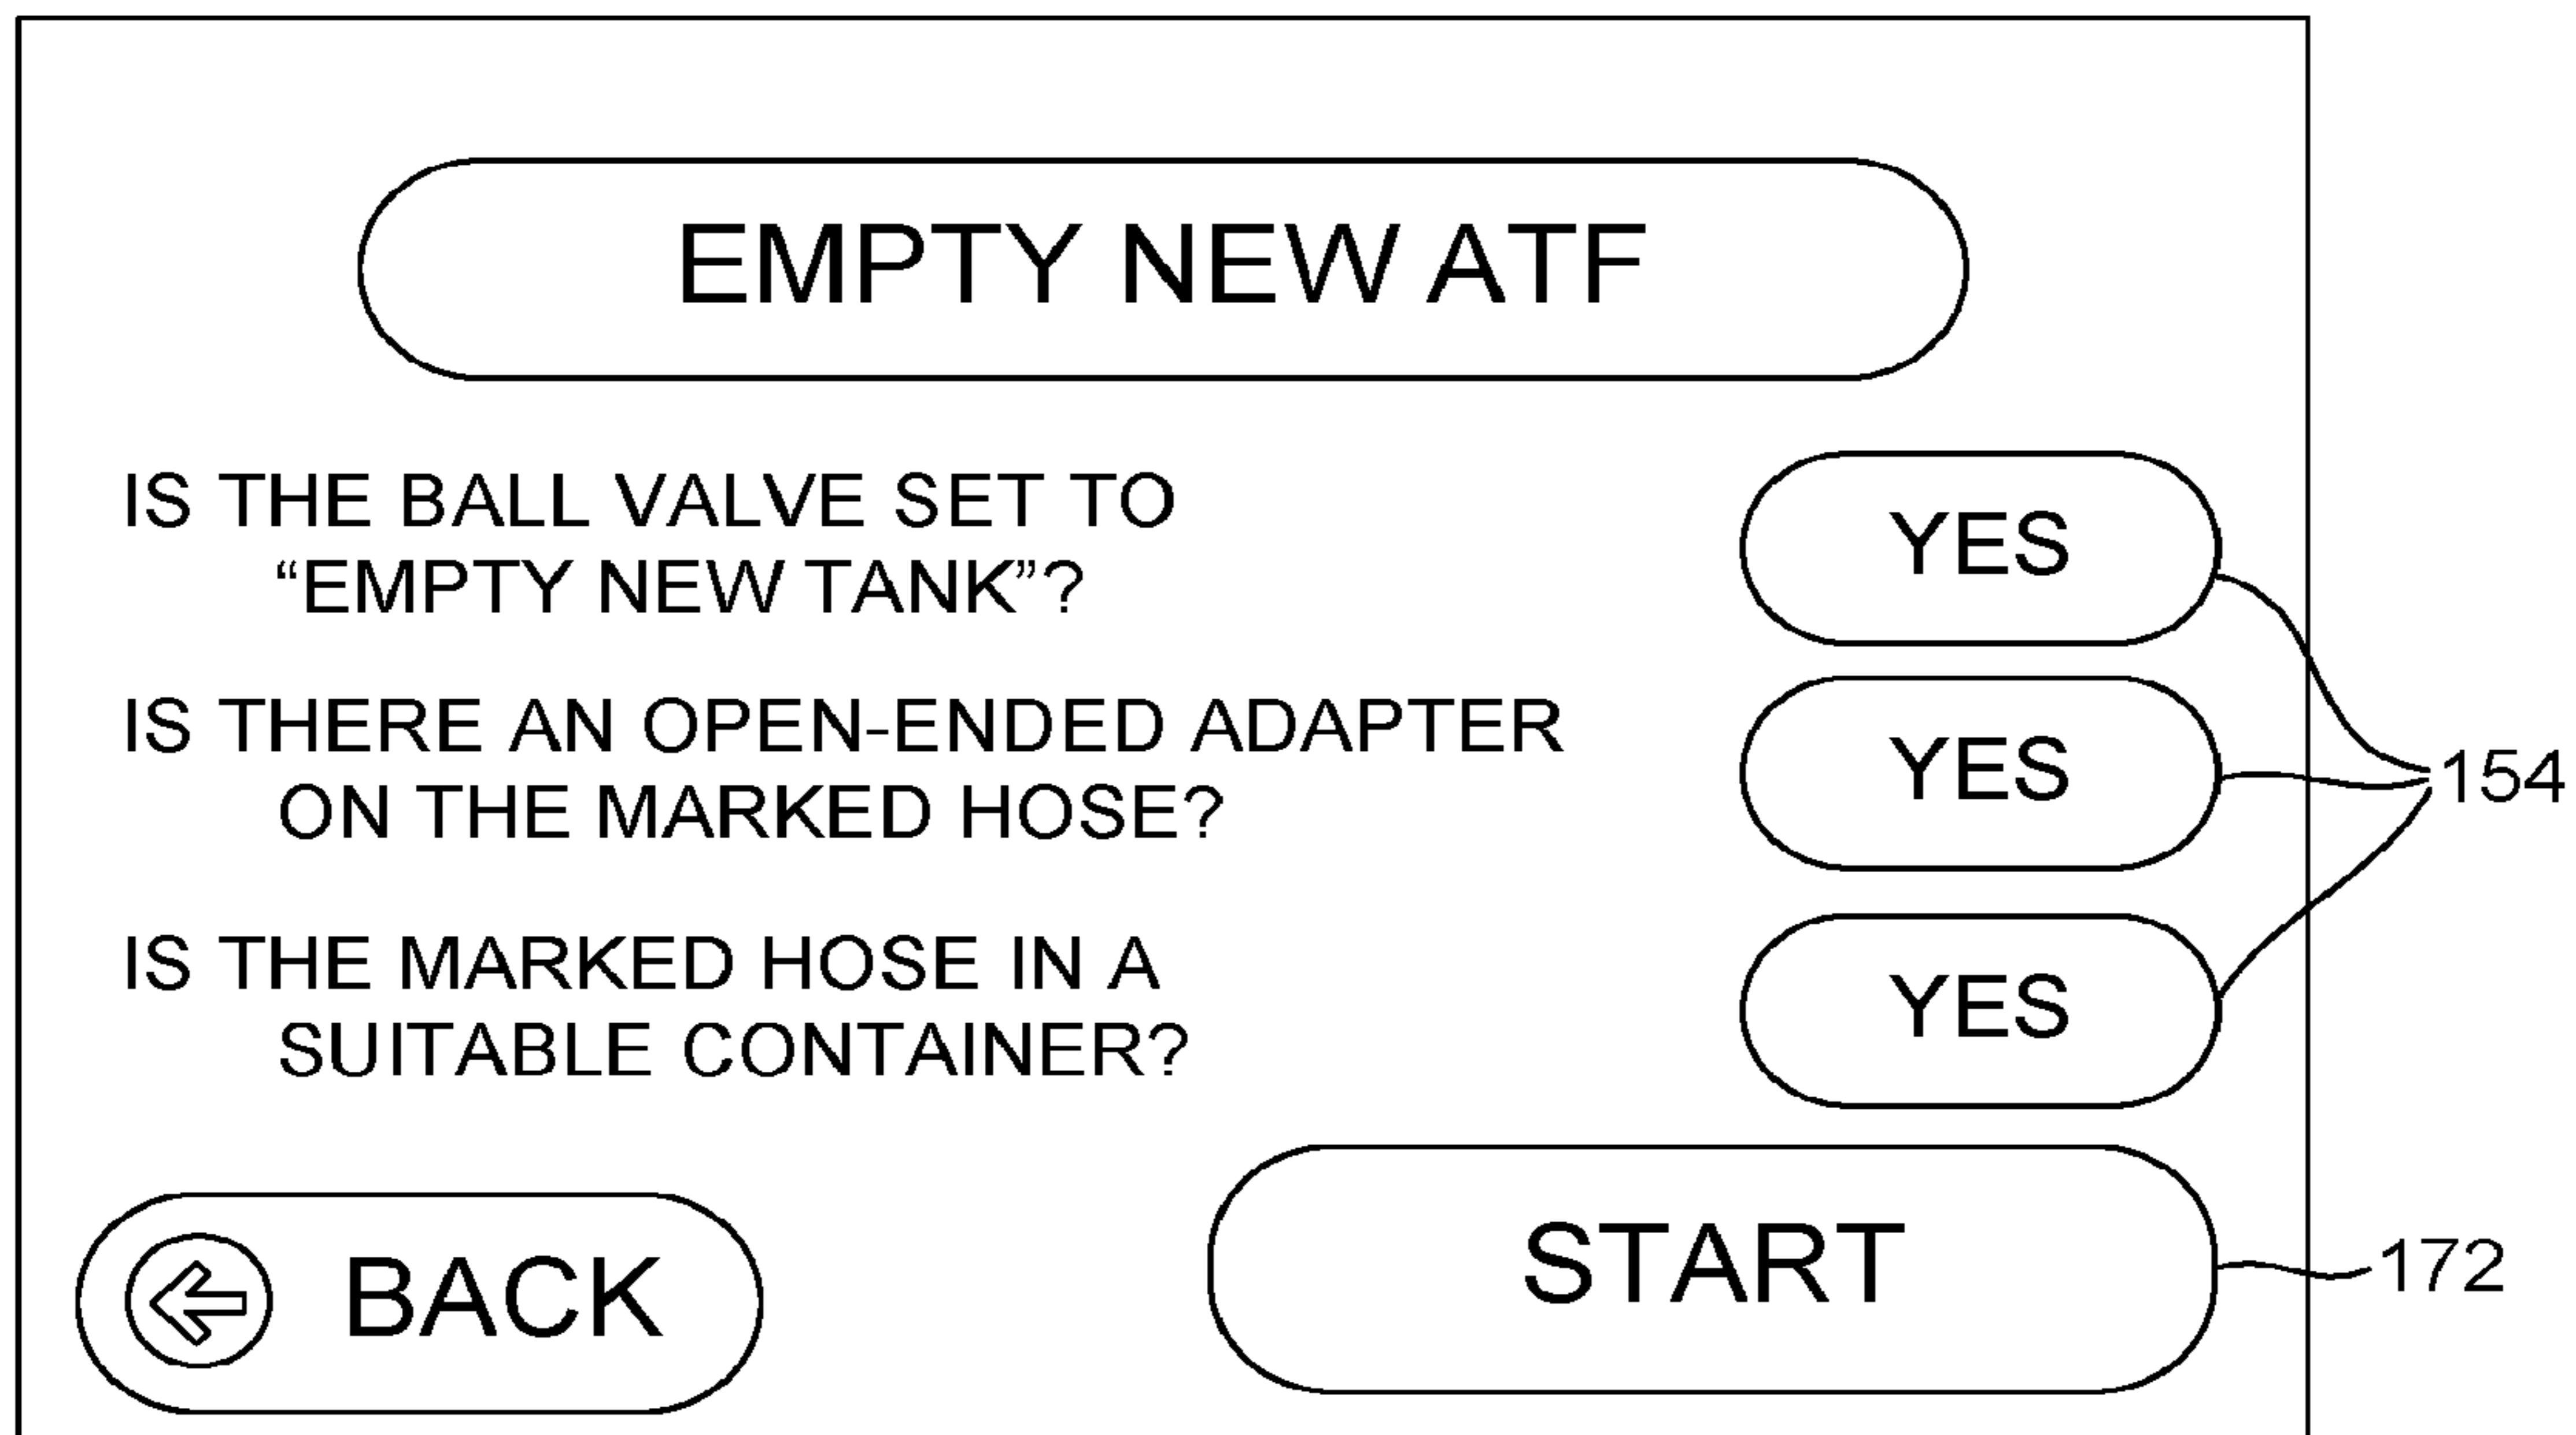 EMPTY NEW ATF
IS THE BALL VALVE SET TO
“EMPTY NEW TANK”?
YES
IS THERE AN OPEN-ENDED ADAPTER
ON THE MARKED HOSE?
YES
154
IS THE MARKED HOSE IN A
SUITABLE CONTAINER?
YES
BACK
START
172